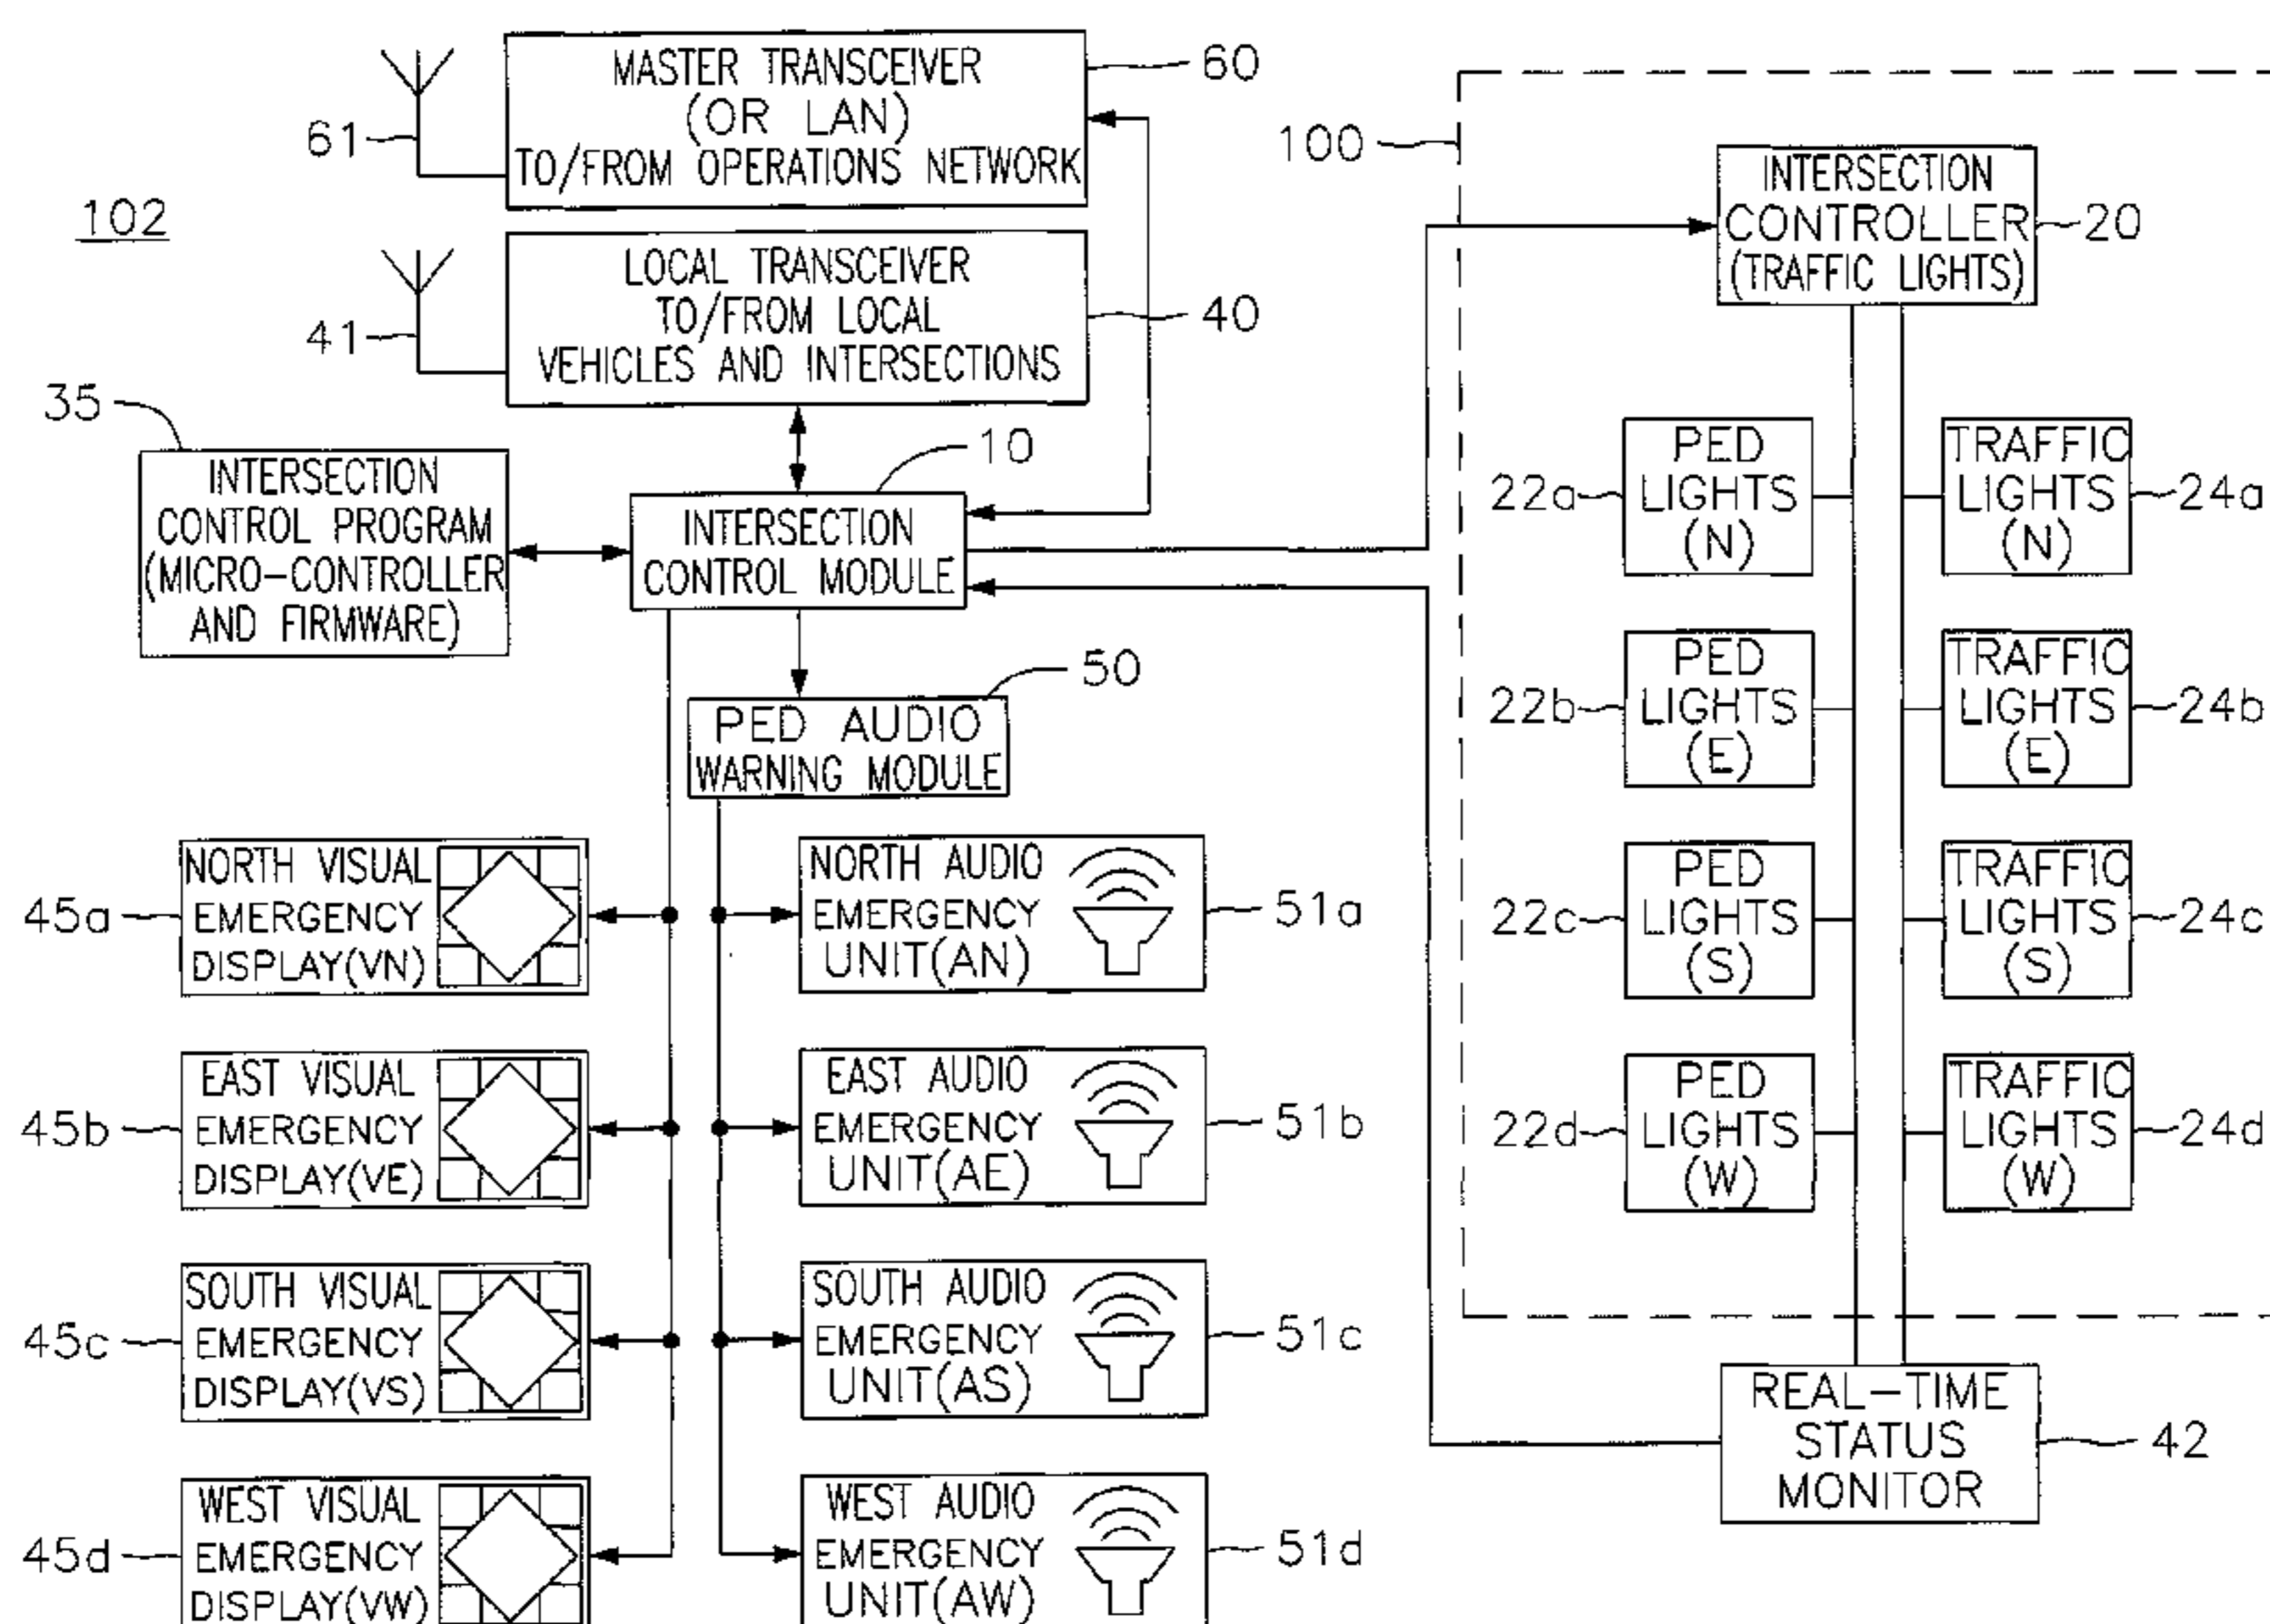 102
MASTER TRANSCEIVER
(OR LAN)
TO/FROM OPERATIONS NETWORK
60
61
LOCAL TRANSCEIVER
TO/FROM LOCAL
VEHICLES AND INTERSECTIONS
40
41
35
INTERSECTION
CONTROL PROGRAM
(MICRO-CONTROLLER
AND FIRMWARE)
10
INTERSECTION
CONTROL MODULE
50
PED AUDIO
WARNING MODULE
45a
NORTH VISUAL
EMERGENCY
DISPLAY(VN)
NORTH AUDIO
EMERGENCY
UNIT(AN)
51a
45b
EAST VISUAL
EMERGENCY
DISPLAY(VE)
EAST AUDIO
EMERGENCY
UNIT(AE)
51b
45c
SOUTH VISUAL
EMERGENCY
DISPLAY(VS)
SOUTH AUDIO
EMERGENCY
UNIT(AS)
51c
45d
WEST VISUAL
EMERGENCY
DISPLAY(VW)
WEST AUDIO
EMERGENCY
UNIT(AW)
51d
100
INTERSECTION
CONTROLLER
(TRAFFIC LIGHTS)
20
22a
PED
LIGHTS
(N)
TRAFFIC
LIGHTS
(N)
24a
22b
PED
LIGHTS
(E)
TRAFFIC
LIGHTS
(E)
24b
22c
PED
LIGHTS
(S)
TRAFFIC
LIGHTS
(S)
24c
22d
PED
LIGHTS
(W)
TRAFFIC
LIGHTS
(W)
24d
REAL-TIME
STATUS
MONITOR
42